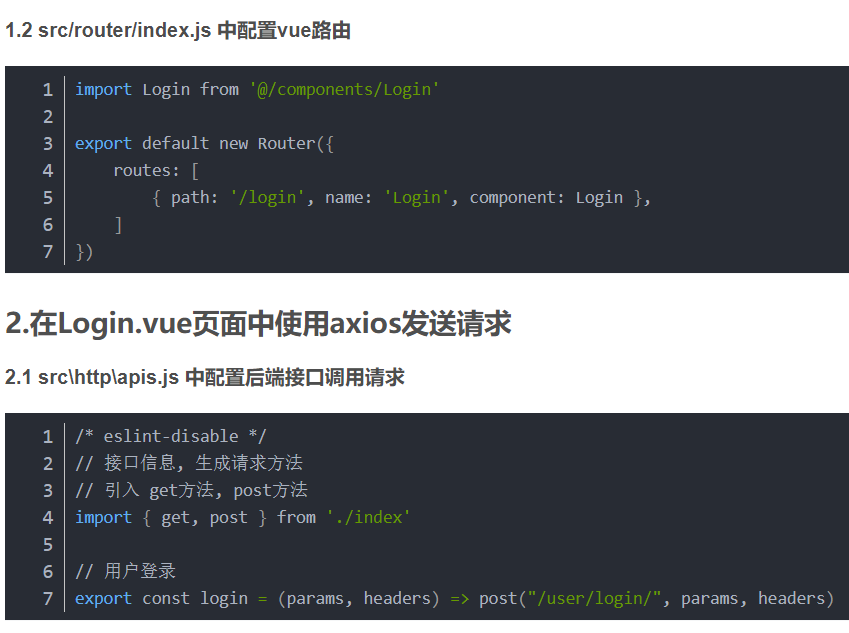 1.2 src/router/index.js 中配置vue路由
1 import Login from '@/components/Login'
2
3 export default new Router({
4     routes: [
5         { path: '/login', name: 'Login', component: Login },
6     ]
7 })
2.在Login.vue页面中使用axios发送请求
2.1 src\http\apis.js 中配置后端接口调用请求
1 /* eslint-disable */
2 // 接口信息, 生成请求方法
3 // 引入 get方法, post方法
4 import { get, post } from './index'
5
6 // 用户登录
7 export const login = (params, headers) => post("/user/login/", params, headers)